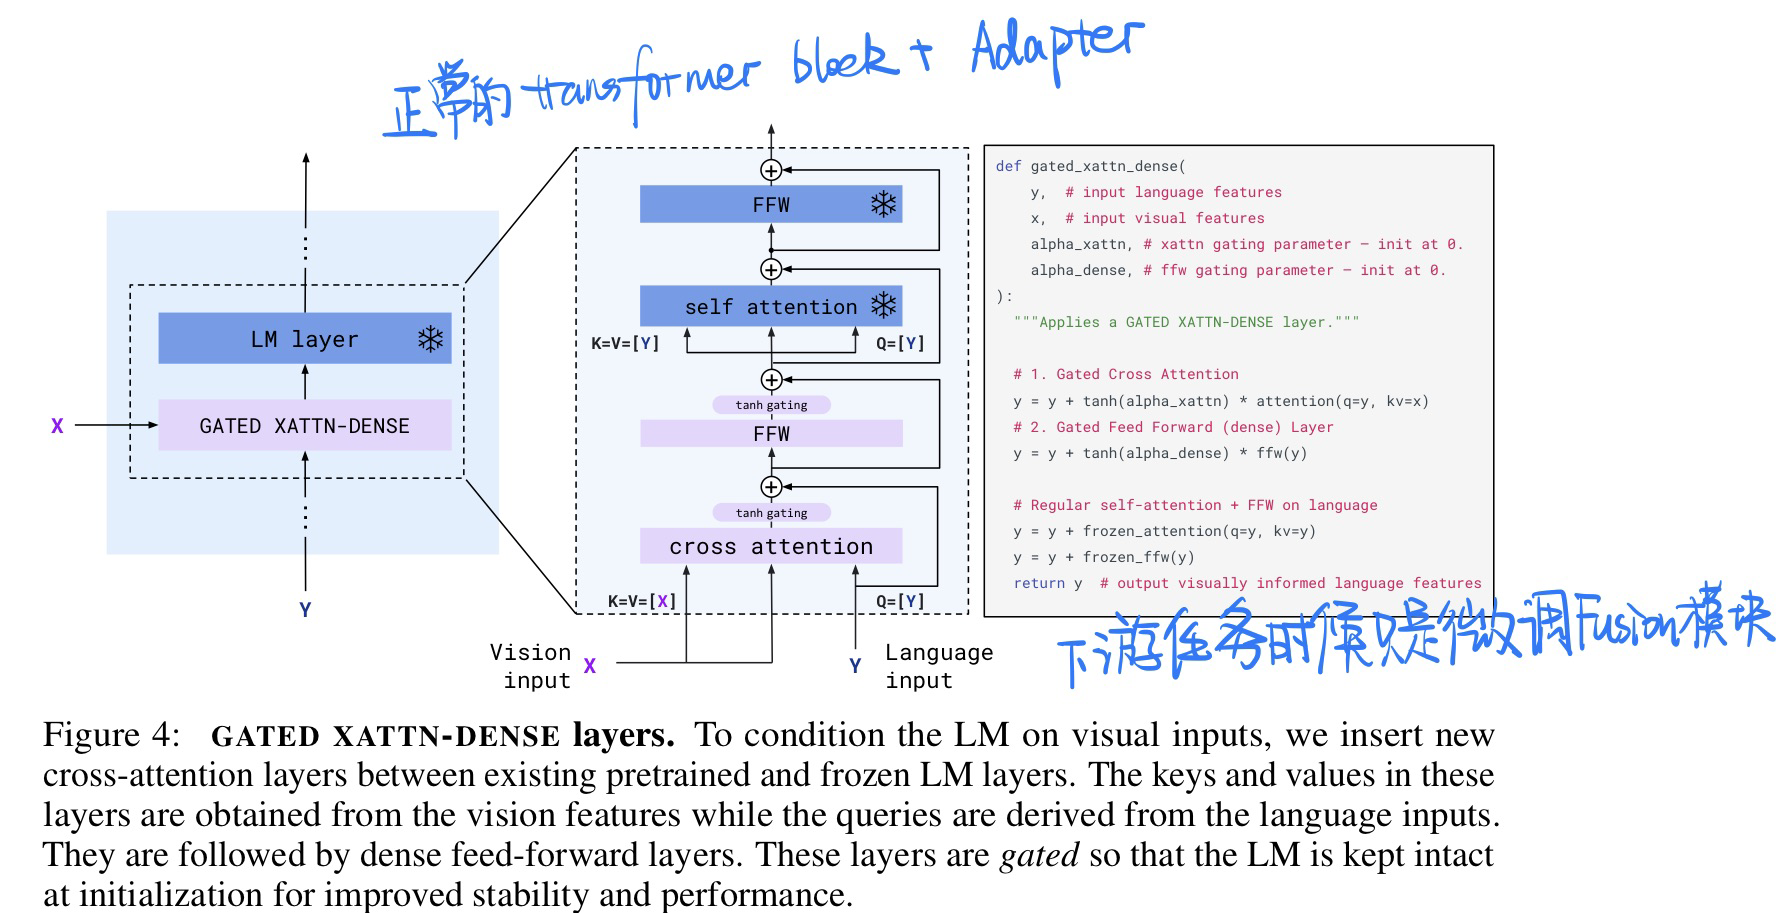 正常的 transformer block + Adapter
LM layer
GATED XATTN-DENSE
X
Y
FFW
self attention
K=V=[Y]
Q=[Y]
tanh gating
FFW
tanh gating
cross attention
K=V=[X]
Q=[Y]
Vision
input
X
Y
Language
input
def gated_xattn_dense(
y,  # input language features
x,  # input visual features
alpha_xattn, # xattn gating parameter – init at 0.
alpha_dense, # ffw gating parameter – init at 0.
):
"""Applies a GATED XATTN-DENSE layer."""
# 1. Gated Cross Attention
y = y + tanh(alpha_xattn) * attention(q=y, kv=x)
# 2. Gated Feed Forward (dense) Layer
y = y + tanh(alpha_dense) * ffw(y)
# Regular self-attention + FFW on language
y = y + frozen_attention(q=y, kv=y)
y = y + frozen_ffw(y)
return y  # output visually informed language features
下游任务时候只是微调Fusion模块
Figure 4: GATED XATTN-DENSE layers. To condition the LM on visual inputs, we insert new
cross-attention layers between existing pretrained and frozen LM layers. The keys and values in these
layers are obtained from the vision features while the queries are derived from the language inputs.
They are followed by dense feed-forward layers. These layers are gated so that the LM is kept intact
at initialization for improved stability and performance.